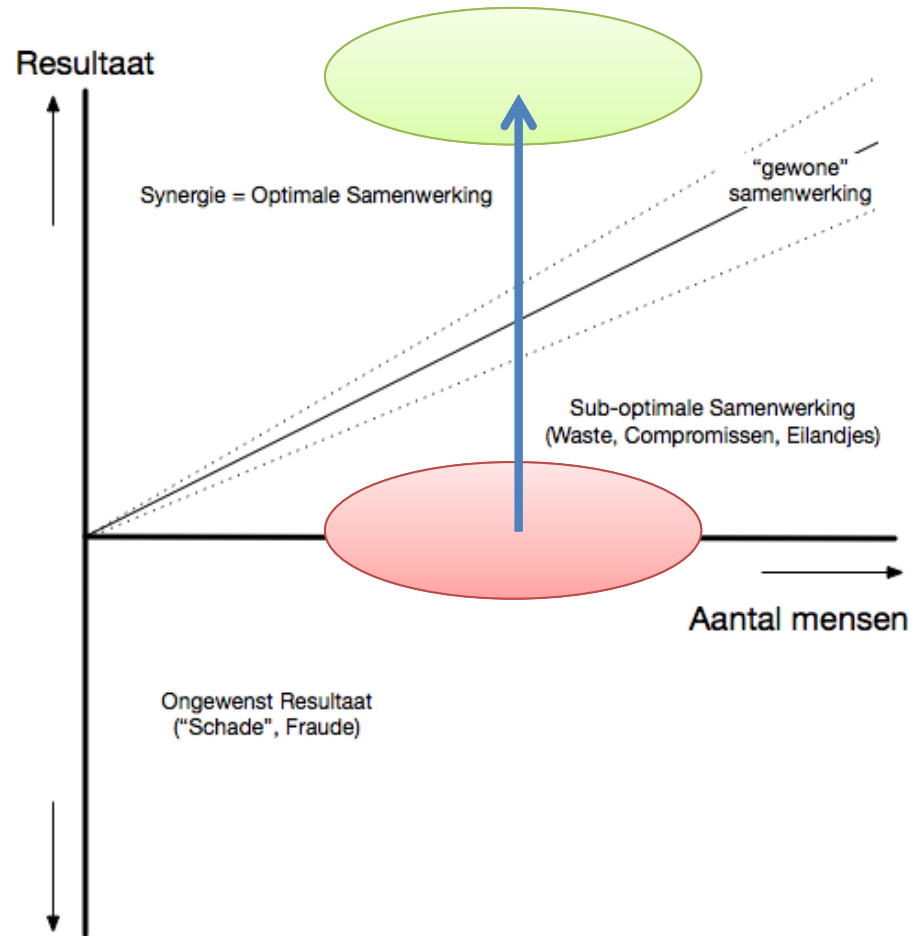 Resultaat
"gewone"
samenwerking
Synergie = Optimale Samenwerking
Sub-optimale Samenwerking
(Waste, Compromissen, Eilandjes)
Aantal mensen
Ongewenst Resultaat
("Schade", Fraude)